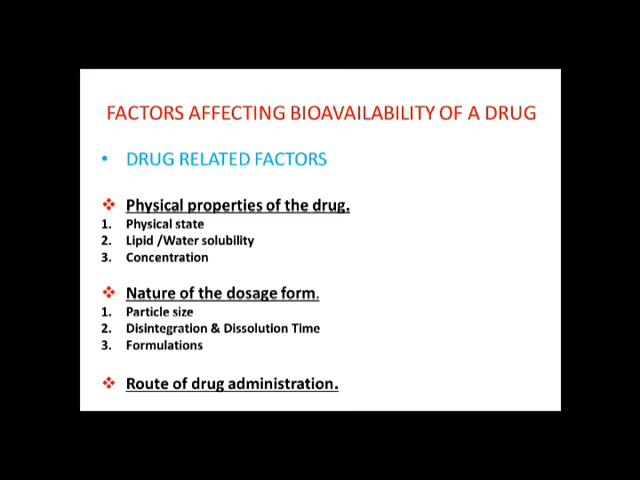 FACTORS AFFECTING BIOAVAILABILITY OF A DRUG
• DRUG RELATED FACTORS
❖ Physical properties of the drug.
1. Physical state
2. Lipid /Water solubility
3. Concentration
❖ Nature of the dosage form.
1. Particle size
2. Disintegration & Dissolution Time
3. Formulations
❖ Route of drug administration.